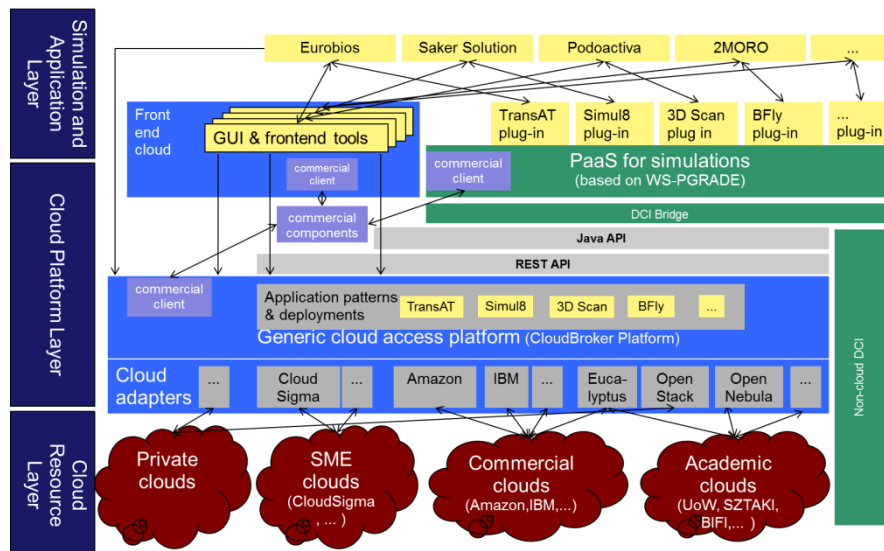 Simulation and
Application
Layer
Eurobios
Saker Solution
Podoactiva
2MORO
...
Front
end
cloud
GUI & frontend tools
TransAT
plug-in
Simul8
plug-in
3D Scan
plug in
BFly
plug-in
...
plug-in
commercial
client
commercial
client
PaaS for simulations
(based on WS-PGRADE)
Cloud Platform Layer
commercial
components
DCI Bridge
Java API
REST API
commercial
client
Application patterns
& deployments
TransAT
Simul8
3D Scan
BFly
...
Generic cloud access platform (CloudBroker Platform)
Non-cloud DCI
Cloud
adapters
...
Cloud
Sigma
...
Amazon
IBM
...
Euca-
lyptus
Open
Stack
Open
Nebula
...
Cloud
Resource
Layer
Private
clouds
SME
clouds
(CloudSigma
, ... )
Commercial
clouds
(Amazon,IBM,...)
Academic
clouds
(UoW, SZTAKI,
BIFI,... )